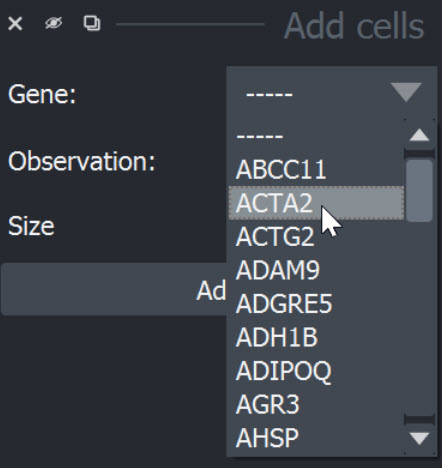 Add cells
Gene:
-----
-----
ABCC11
Observation:
ACTA2
Size
ACTG2
ADAM9
Ad
ADGRE5
ADH1B
ADIPOQ
AGR3
AHSP